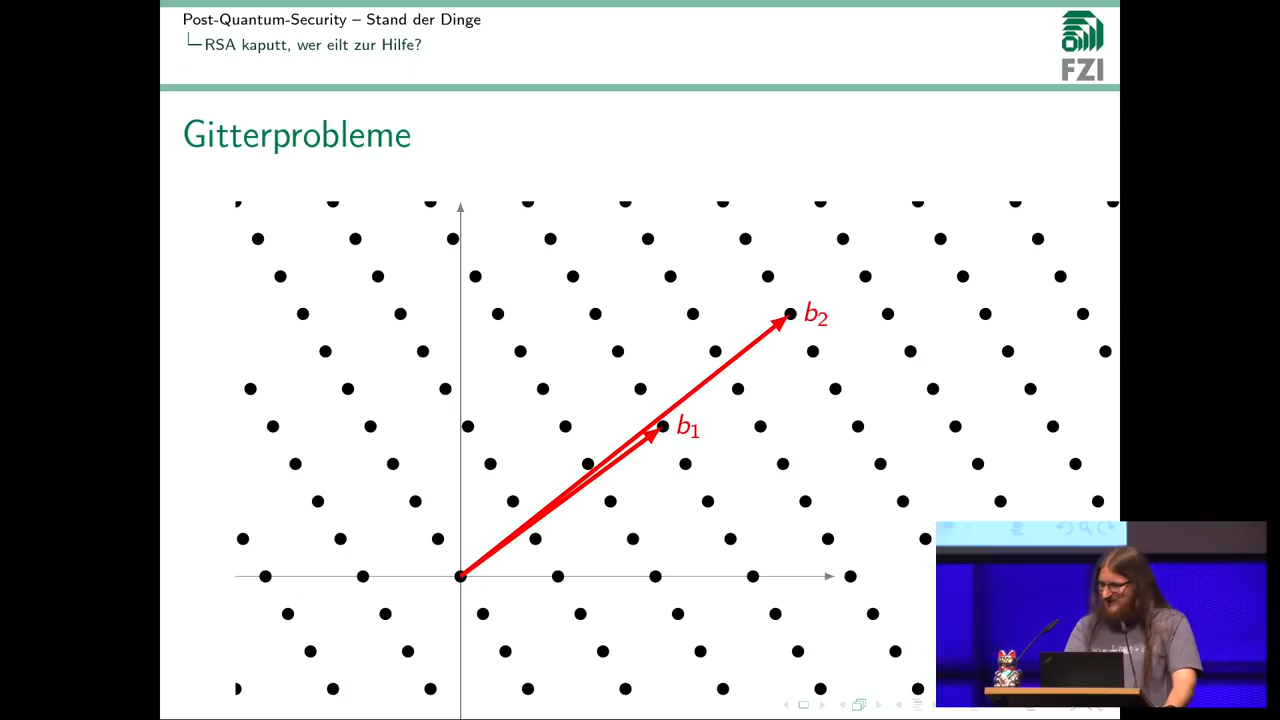 Post-Quantum-Security – Stand der Dinge
RSA kaputt, wer eilt zur Hilfe?
FZI
Gitterprobleme
b2
b1